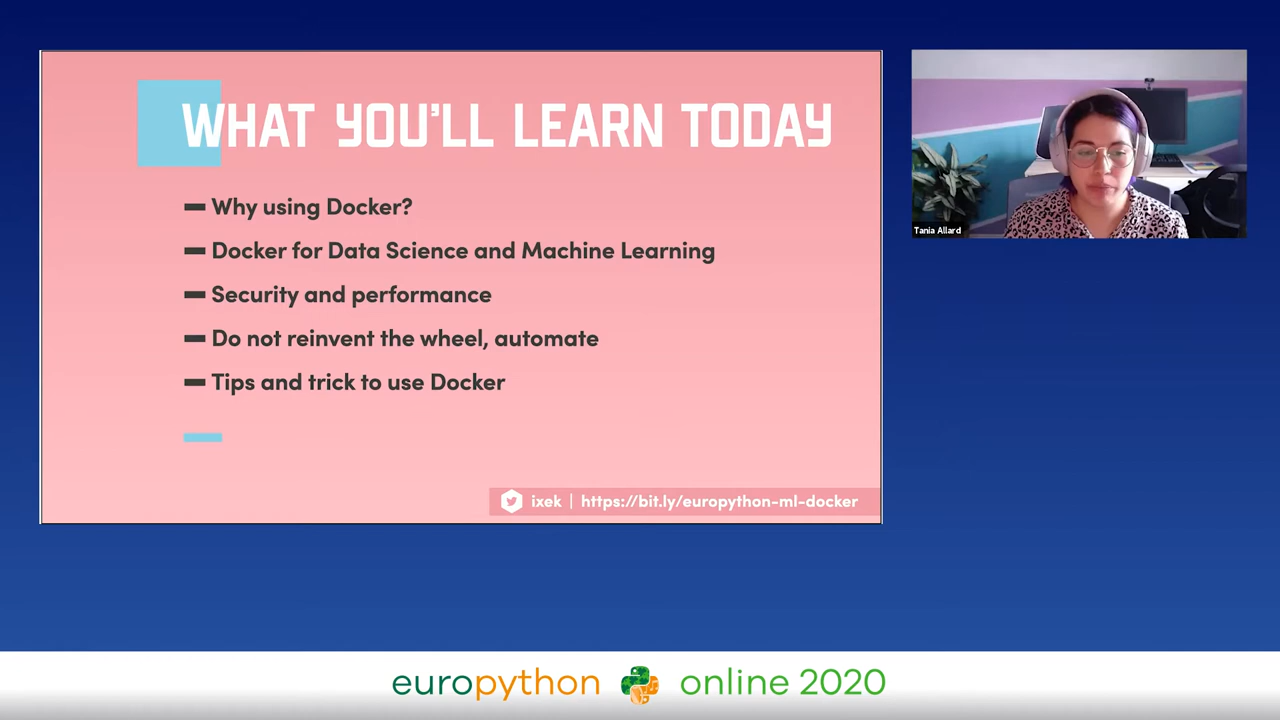 WHAT YOU'LL LEARN TODAY
Why using Docker?
Docker for Data Science and Machine Learning
Security and performance
Do not reinvent the wheel, automate
Tips and trick to use Docker
ixek | https://bit.ly/europython-ml-docker
Tania Allard
europython online 2020